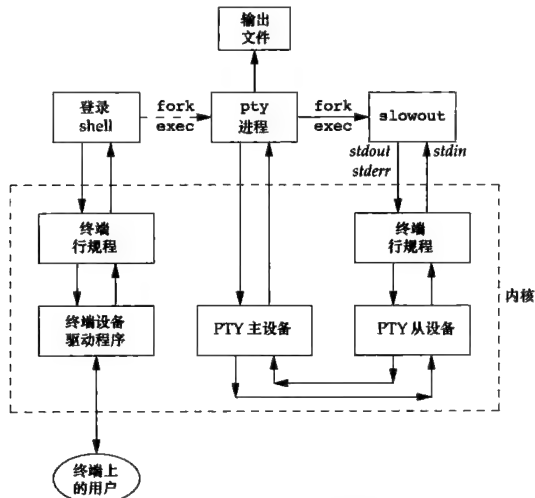 输出
文件
登录
shell
fork
exec
pty
进程
fork
exec
slowout
stdout
stderr
stdin
终端
行规程
终端
行规程
内核
终端设备
驱动程序
PTY 主设备
PTY 从设备
终端上
的用户